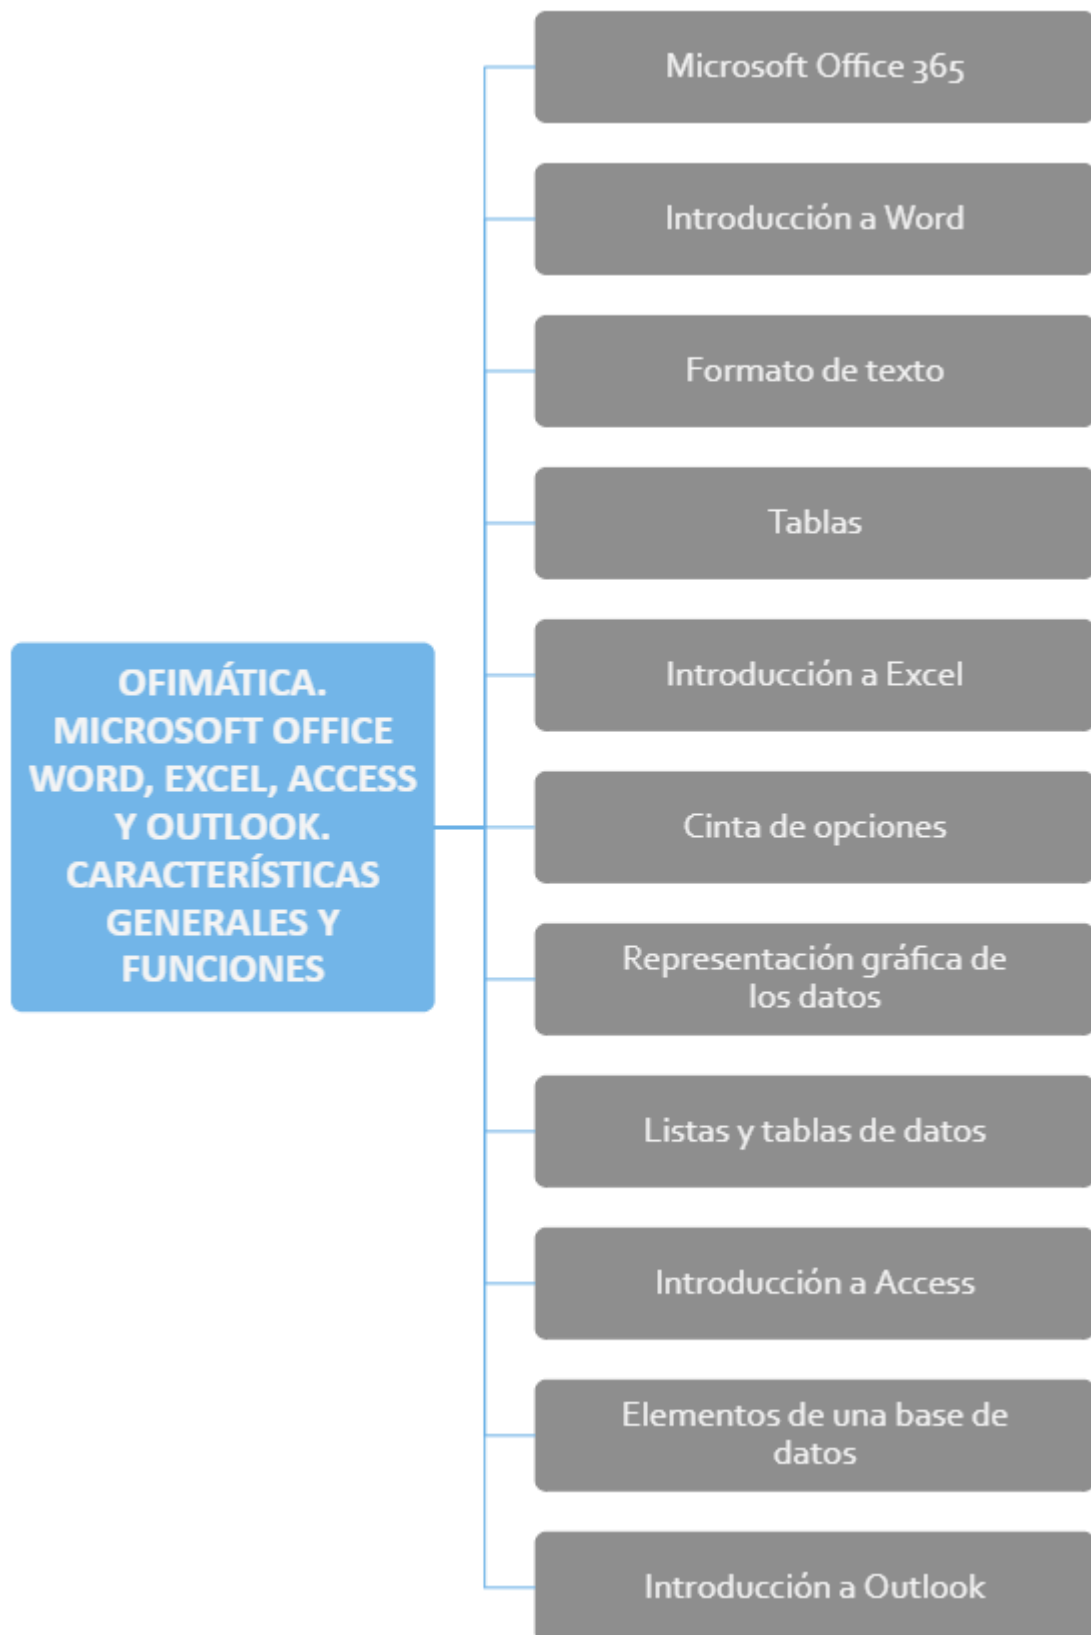 Microsoft Office 365
Introducción a Word
Formato de texto
Tablas
Introducción a Excel
OFIMÁTICA.
MICROSOFT OFFICE
WORD, EXCEL, ACCESS
Y OUTLOOK.
CARACTERÍSTICAS
GENERALES Y
FUNCIONES
Cinta de opciones
Representación gráfica de
los datos
Listas y tablas de datos
Introducción a Access
Elementos de una base de
datos
Introducción a Outlook